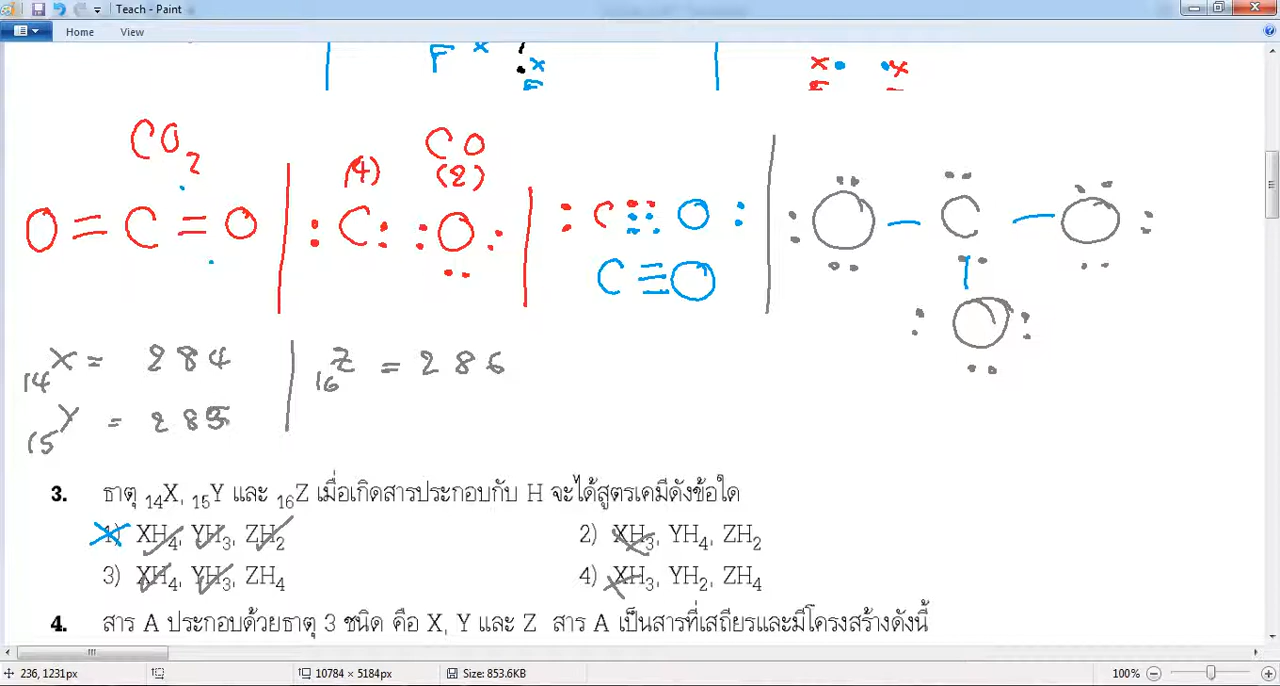 Teach - Paint
Home View
F x x
x x
CO2 (4) CO (2)
O = C = O : C : : O : : C ::: O : O - C - O
C ≡ O O
14X = 2 8 4 16Z = 2 8 6
15Y = 2 8 5
3. ธาตุ 14X, 15Y และ 16Z เมื่อเกิดสารประกอบกับ H จะได้สูตรเคมีดังข้อใด
1) XH4, YH3, ZH2 2) XH3, YH4, ZH2
3) XH4, YH3, ZH4 4) XH3, YH2, ZH4
4. สาร A ประกอบด้วยธาตุ 3 ชนิด คือ X, Y และ Z สาร A เป็นสารที่เสถียรและมีโครงสร้างดังนี้
236, 1231px 10784 × 5184px Size: 853.6KB 100%